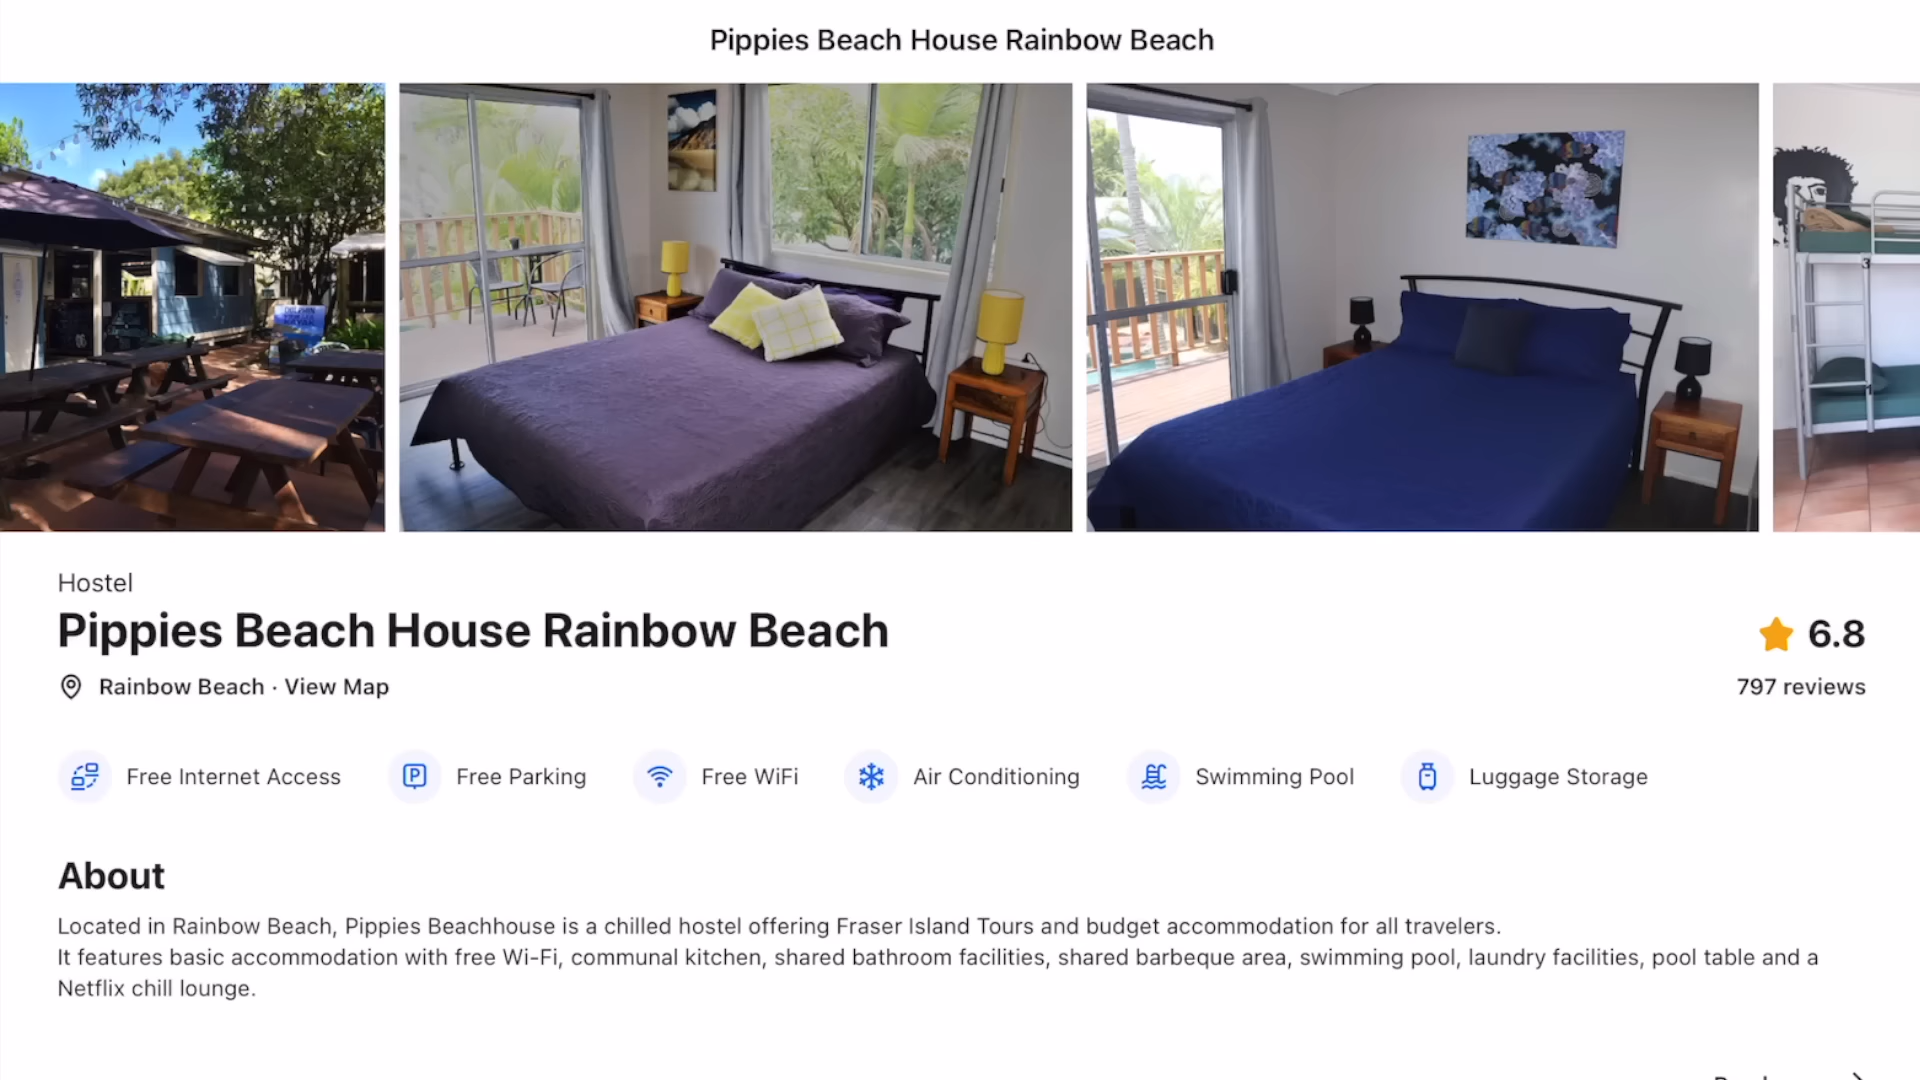 Pippies Beach House Rainbow Beach
3
Hostel
Pippies Beach House Rainbow Beach
6.8
Rainbow Beach · View Map
797 reviews
Free Internet Access
P
Free Parking
Free WiFi
Air Conditioning
Swimming Pool
Luggage Storage
About
Located in Rainbow Beach, Pippies Beachhouse is a chilled hostel offering Fraser Island Tours and budget accommodation for all travelers.
It features basic accommodation with free Wi-Fi, communal kitchen, shared bathroom facilities, shared barbeque area, swimming pool, laundry facilities, pool table and a
Netflix chill lounge.